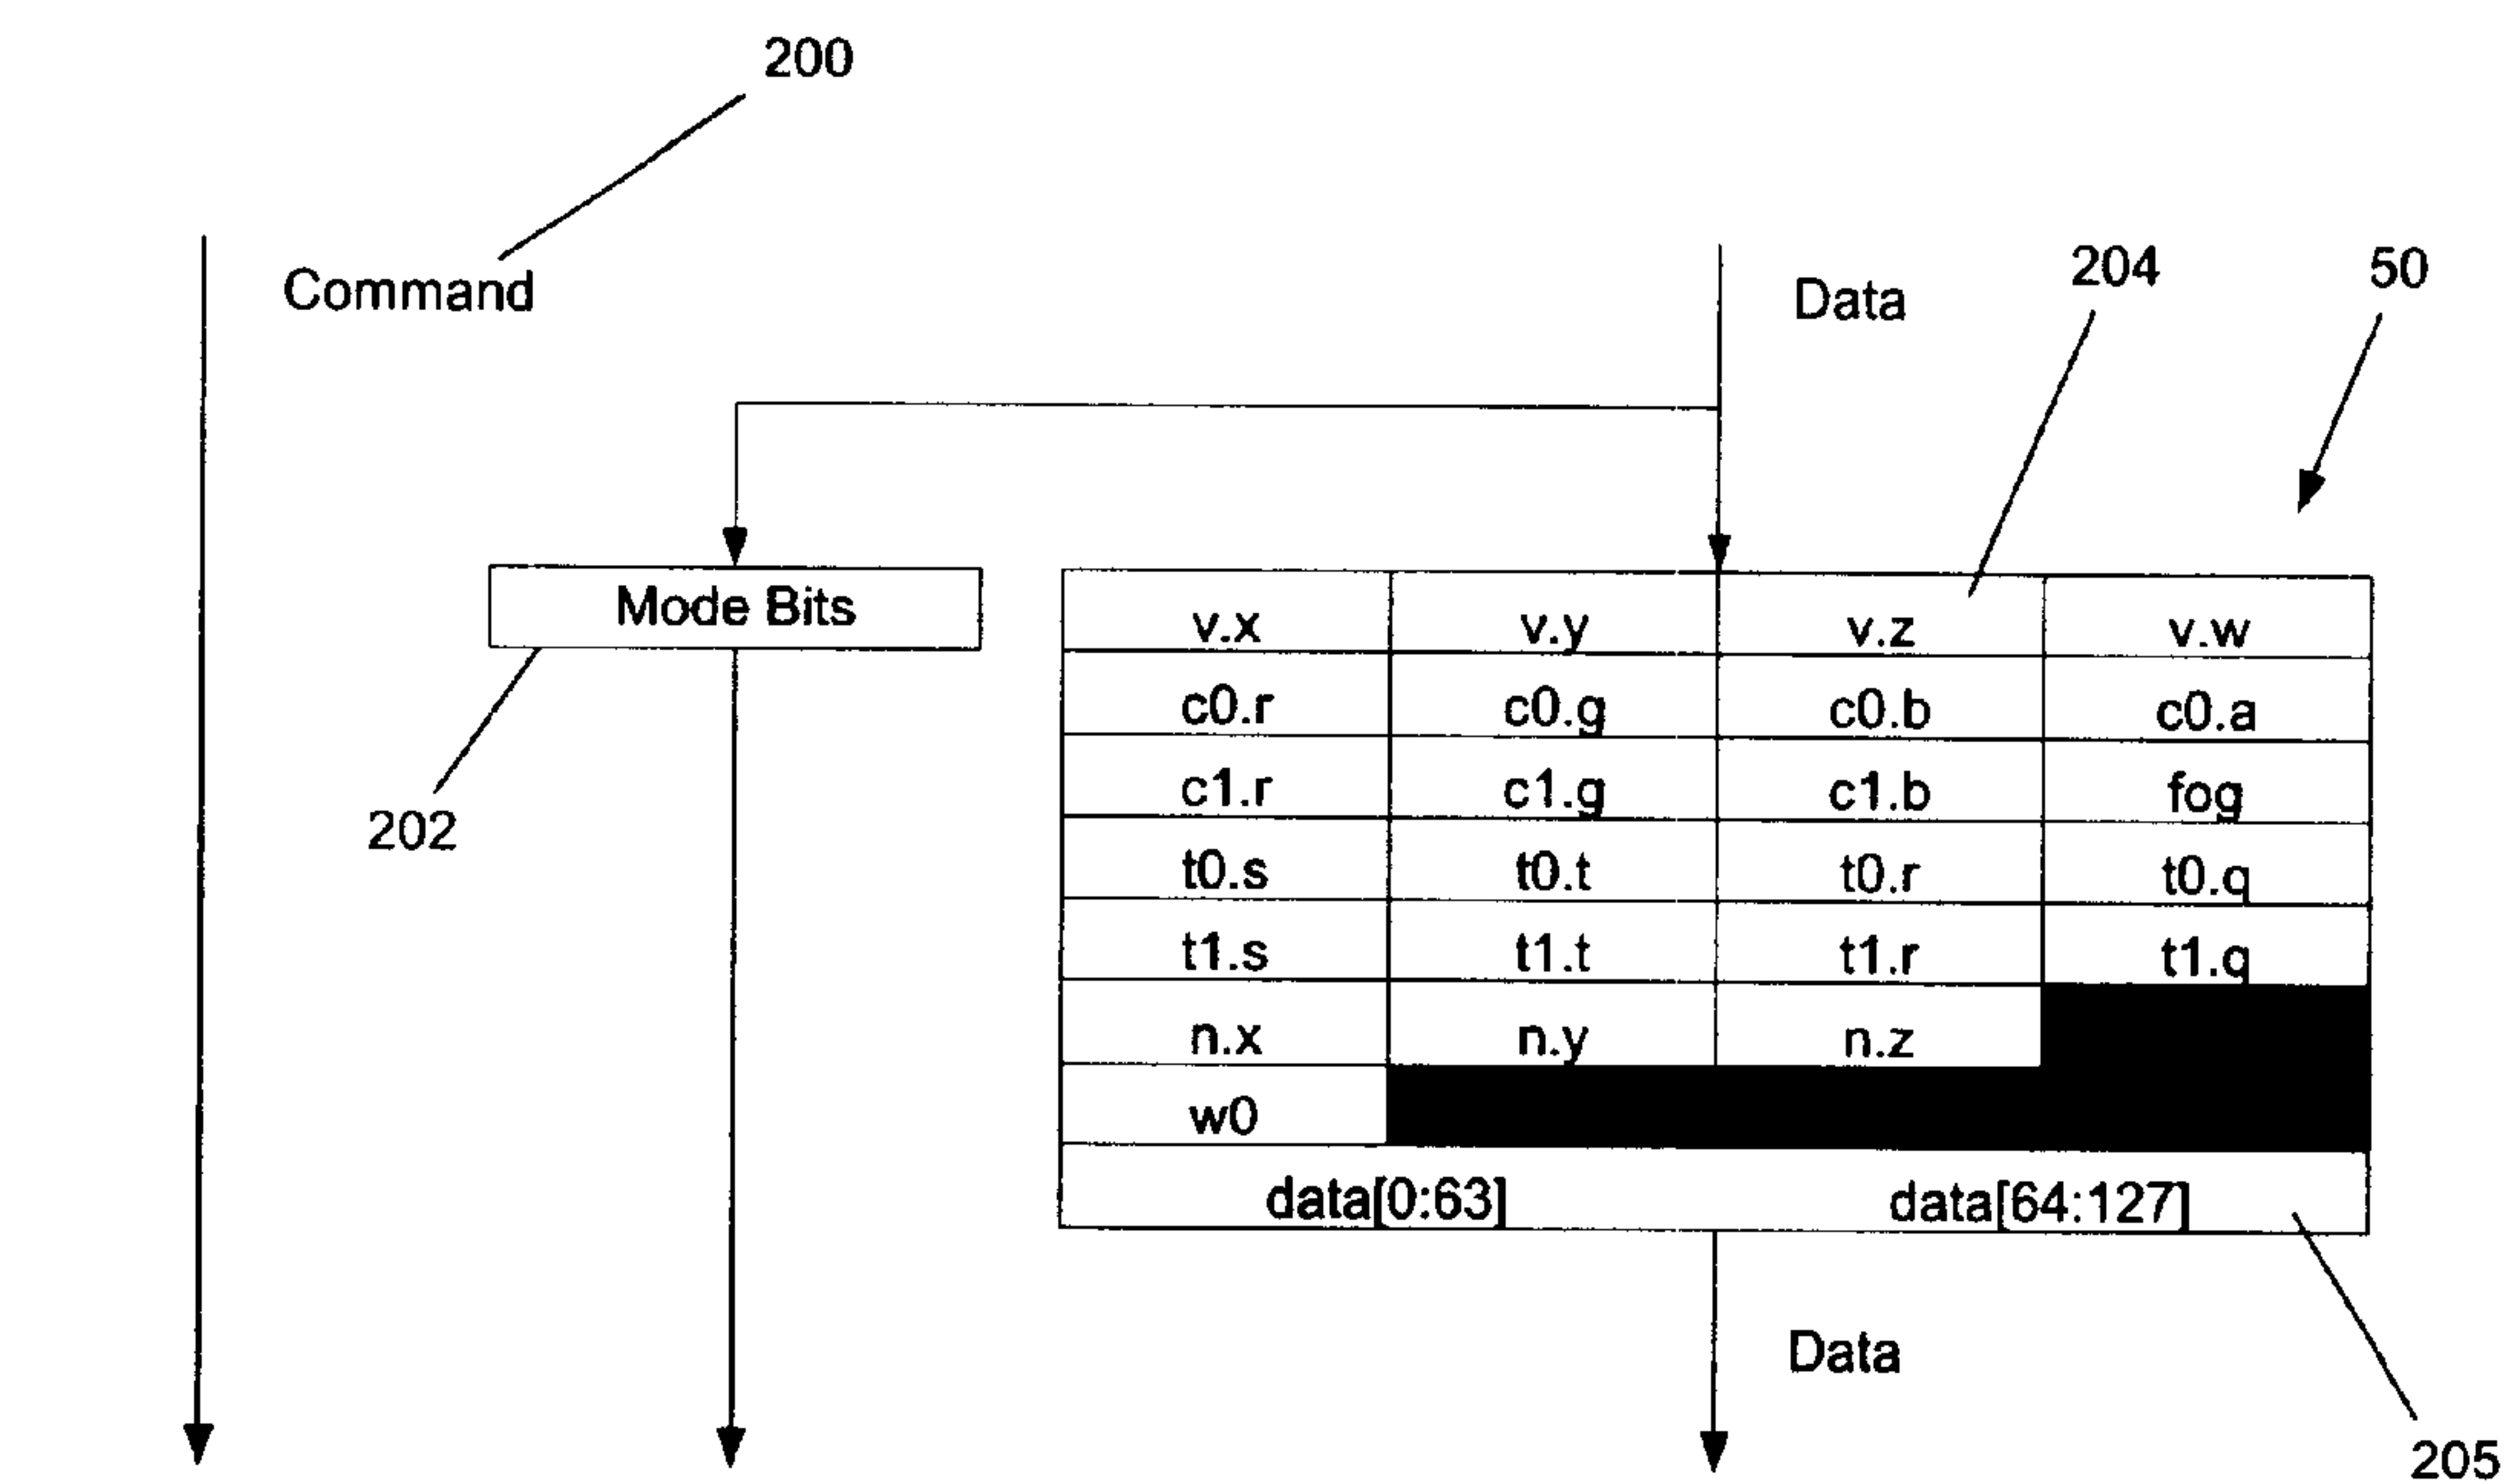 200
Command
Data
204
50
Mode Bits
v.x v.y v.z v.w
c0.r c0.g c0.b c0.a
c1.r c1.g c1.b fog
202
t0.s t0.t t0.r t0.q
t1.s t1.t t1.r t1.q
n.x n.y n.z
w0
data[0:63] data[64:127]
Data
205